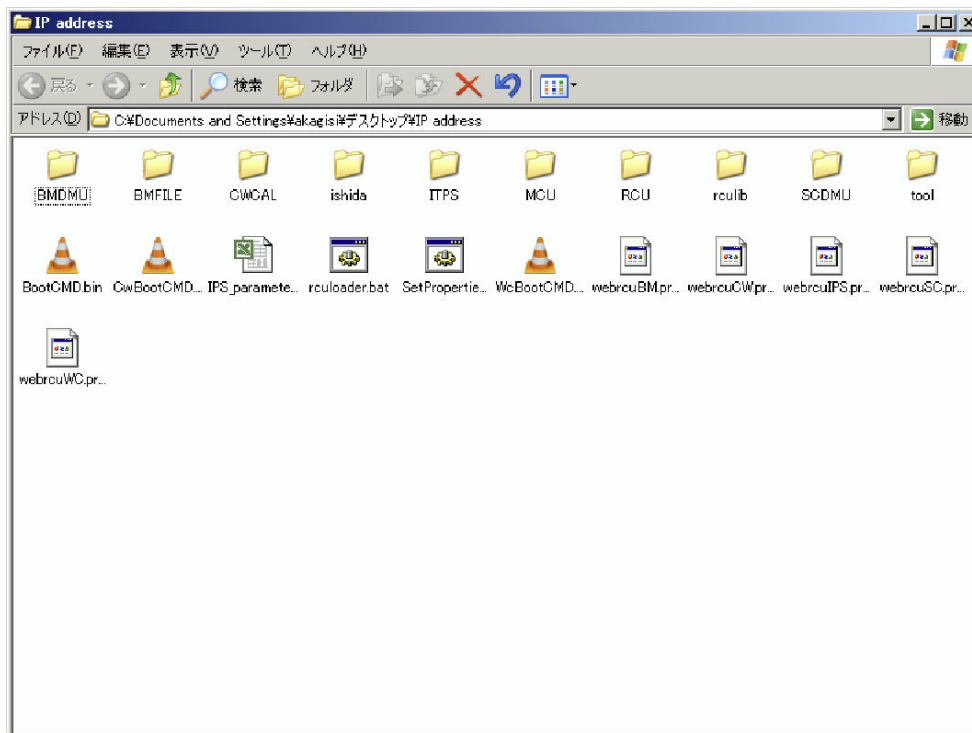 IP address
ファイル(F) 編集(E) 表示(V) ツール(T) ヘルプ(H)
戻る 検索 フォルダ
アドレス(D) C:¥Documents and Settings¥akagisi¥デスクトップ¥IP address 移動
BMDMU BMFILE CWCAL ishida ITPS MCU RCU rculib SCDMU tool
BootCMD.bin CwBootCMD... IPS_paramete... rculoader.bat SetPropertie... WcBootCMD... webrcuBM.pr... webrcuCW.pr... webrcuIPS.pr... webrcuSC.pr...
webrcuWC.pr...